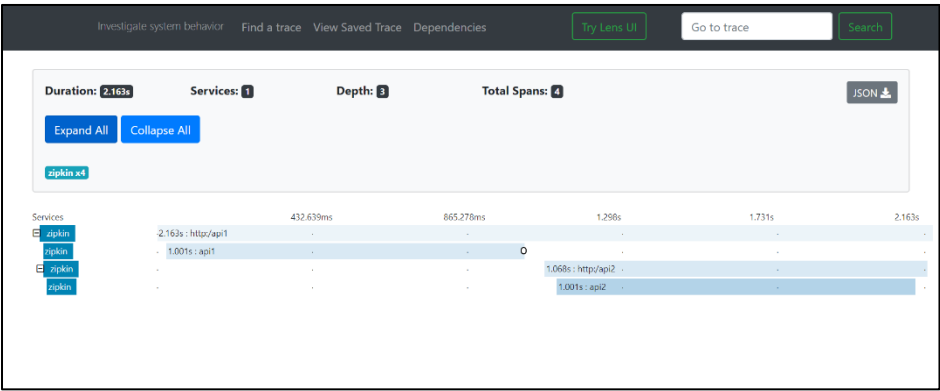 Investigate system behavior Find a trace View Saved Trace Dependencies Try Lens UI Go to trace Search
Duration: 2.163s Services: 1 Depth: 3 Total Spans: 4 JSON
Expand All Collapse All
zipkin x4
Services 432.639ms 865.278ms 1.298s 1.731s 2.163s
zipkin 2.163s : http:/api1
zipkin 1.001s : api1
zipkin 1.068s : http:/api2
zipkin 1.001s : api2